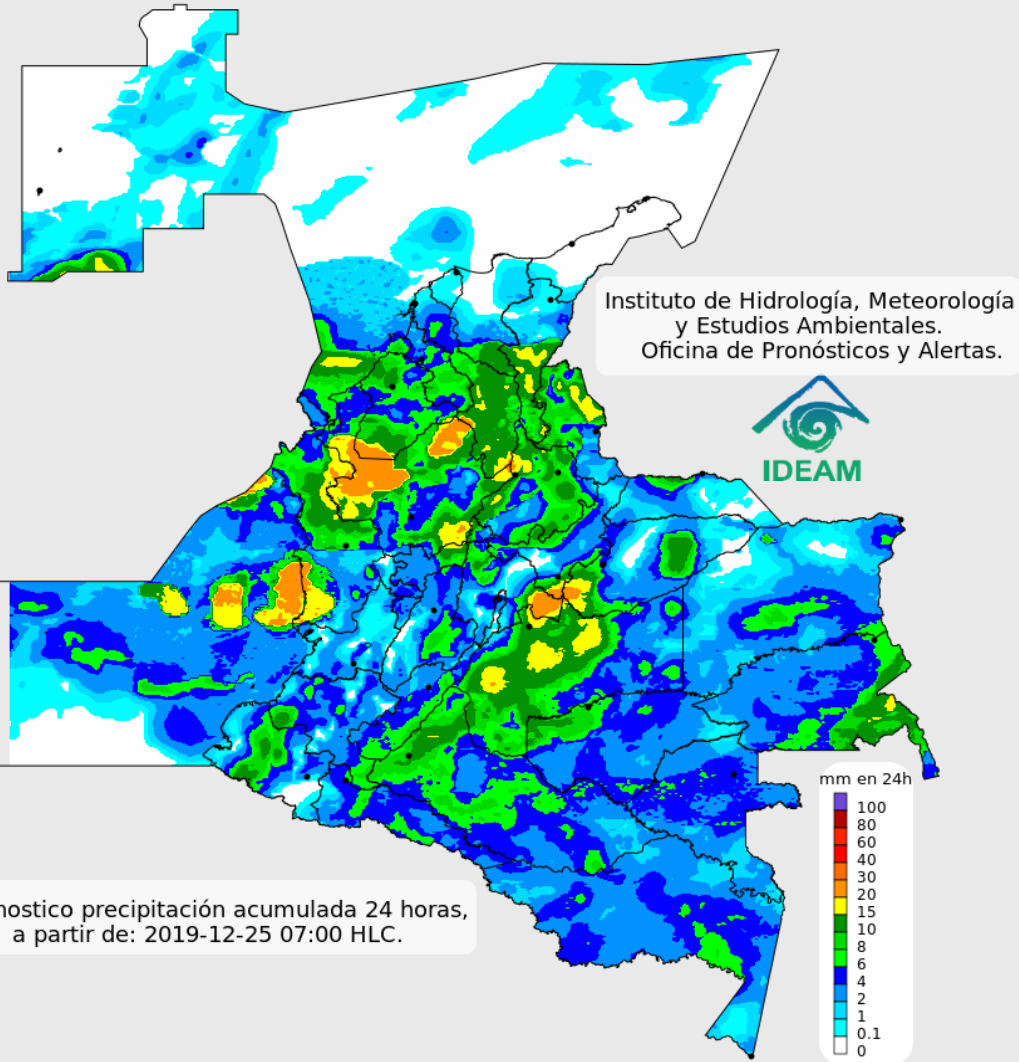 Instituto de Hidrología, Meteorología
y Estudios Ambientales.
Oficina de Pronósticos y Alertas.
IDEAM
mm en 24h
100
80
60
40
30
20
15
10
8
6
4
2
1
0.1
0
nostico precipitación acumulada 24 horas,
a partir de: 2019-12-25 07:00 HLC.